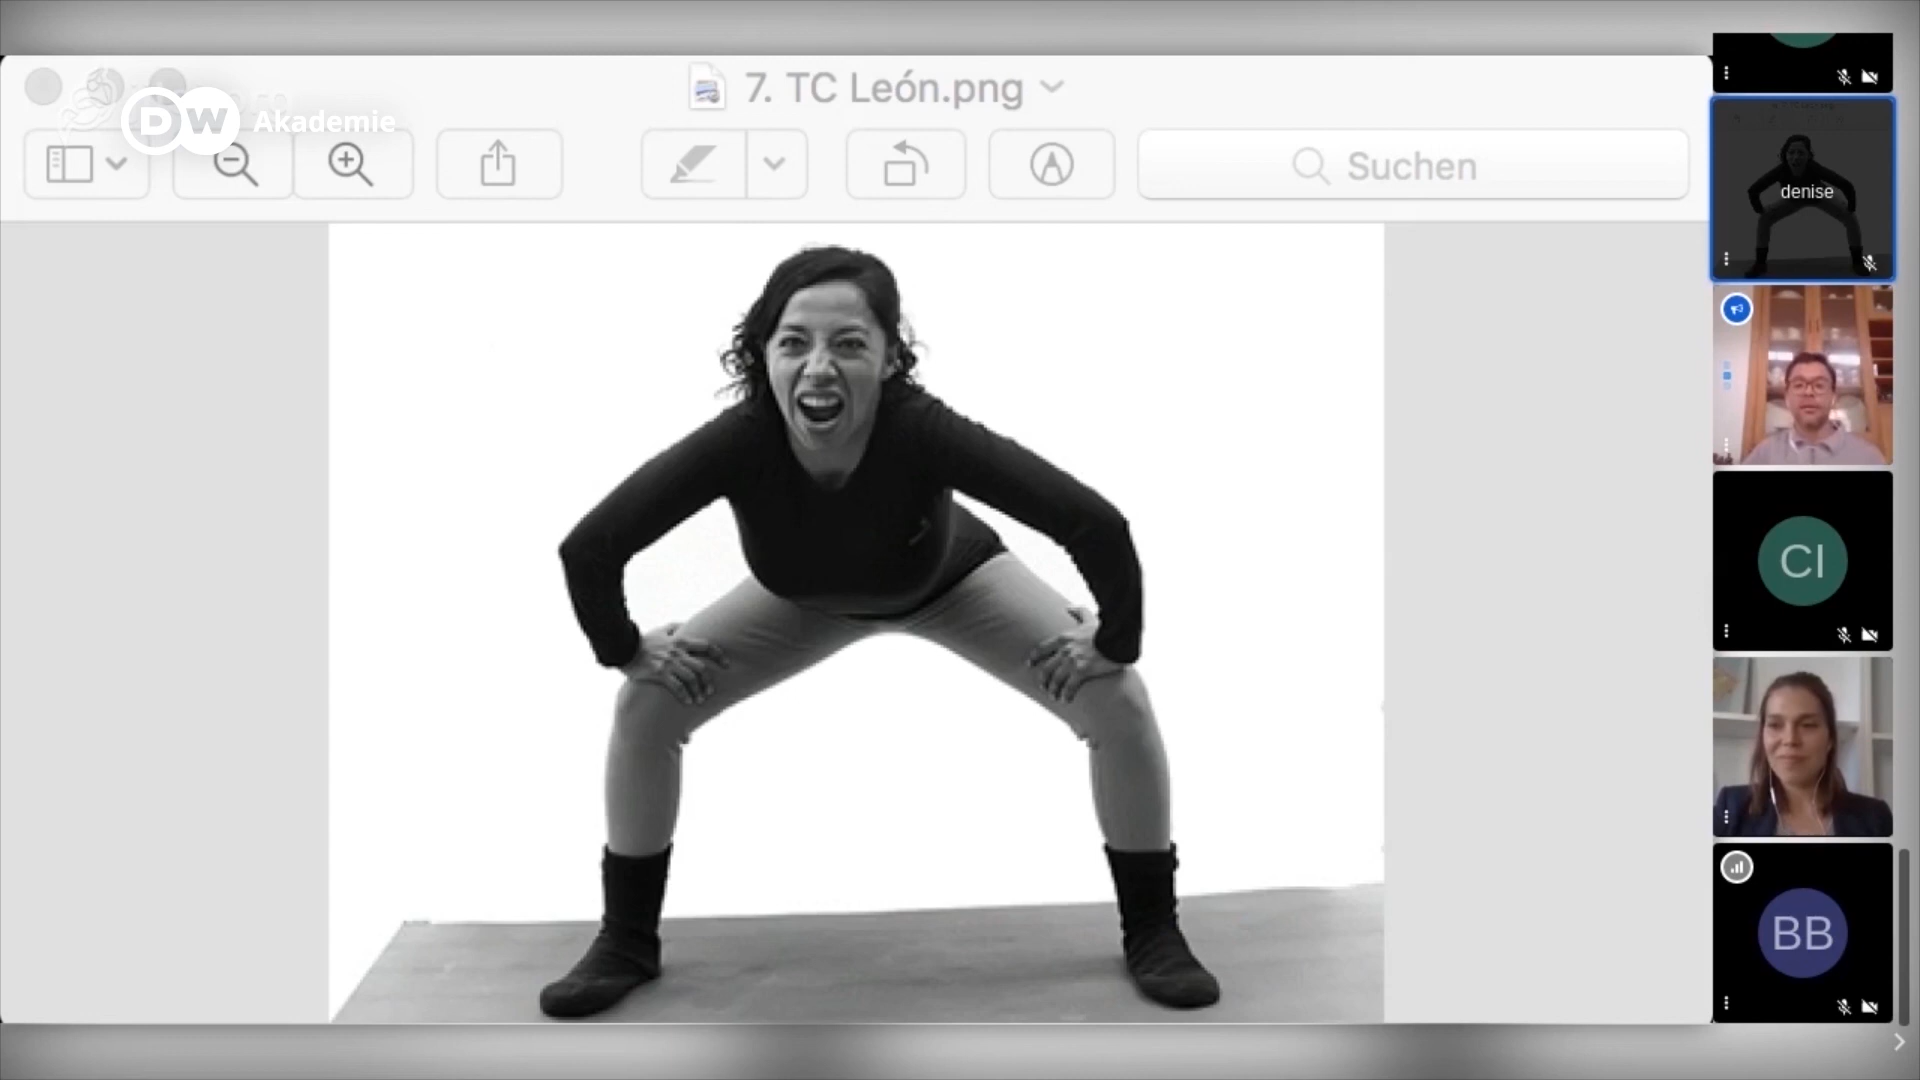 7. TC León.png
DW Akademie
Suchen
denise
CI
BB